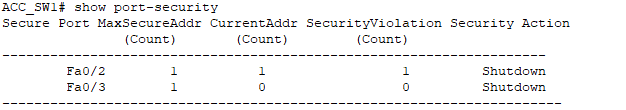 ACC_SW1# show port-security
Secure Port MaxSecureAddr CurrentAddr SecurityViolation Security Action
(Count) (Count) (Count)
--------------------------------------------------------------------
Fa0/2 1 1 1 Shutdown
Fa0/3 1 0 0 Shutdown
----------------------------------------------------------------------